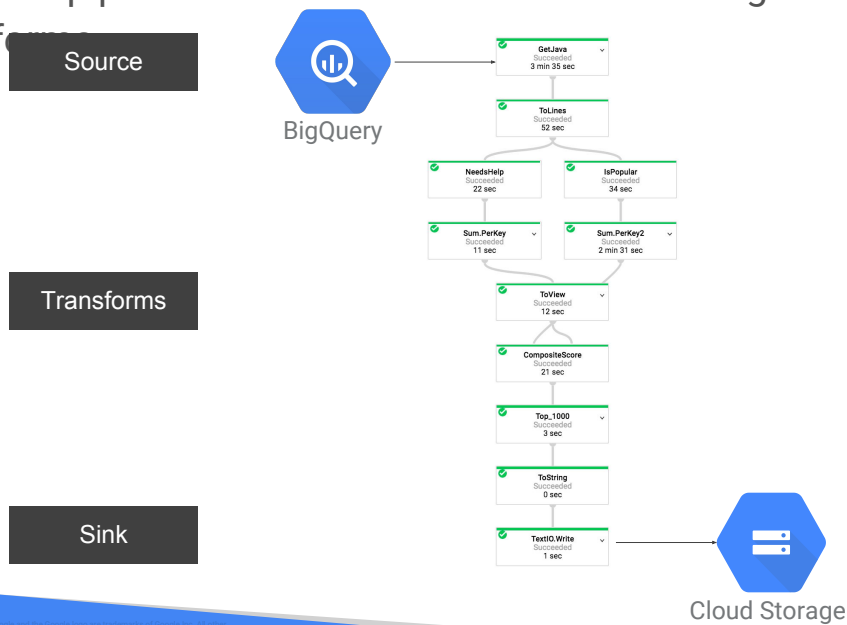 Source
BigQuery
GetJava
Succeeded
3 min 35 sec
ToLines
Succeeded
52 sec
NeedsHelp
Succeeded
22 sec
IsPopular
Succeeded
34 sec
Sum.PerKey
Succeeded
11 sec
Sum.PerKey2
Succeeded
2 min 31 sec
Transforms
ToView
Succeeded
12 sec
CompositeScore
Succeeded
21 sec
Top_1000
Succeeded
3 sec
ToString
Succeeded
0 sec
Sink
TextIO.Write
Succeeded
1 sec
Cloud Storage